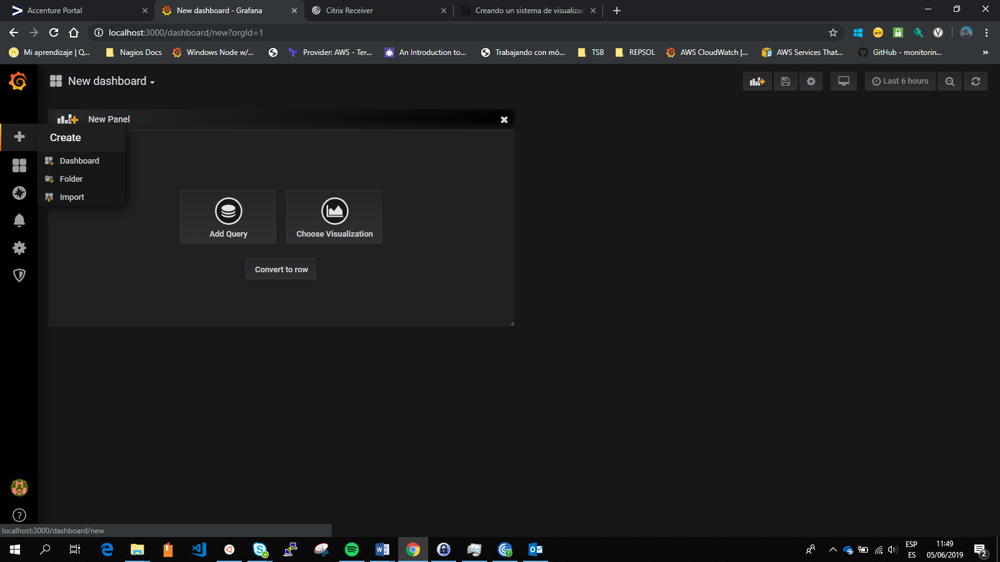 Accenture Portal
New dashboard - Grafana
Citrix Receiver
Creando un sistema de visualizac
localhost:3000/dashboard/new?orgId=1
Mi aprendizaje | Q...
Nagios Docs
Windows Node w/...
Provider: AWS - Ter...
An Introduction to...
Trabajando con mó...
TSB
REPSOL
AWS CloudWatch |...
AWS Services That...
GitHub - monitorin...
»
New dashboard
Last 6 hours
New Panel
Create
Dashboard
Folder
Import
Add Query
Choose Visualization
Convert to row
localhost:3000/dashboard/new
ESP
ES
11:49
05/06/2019
2